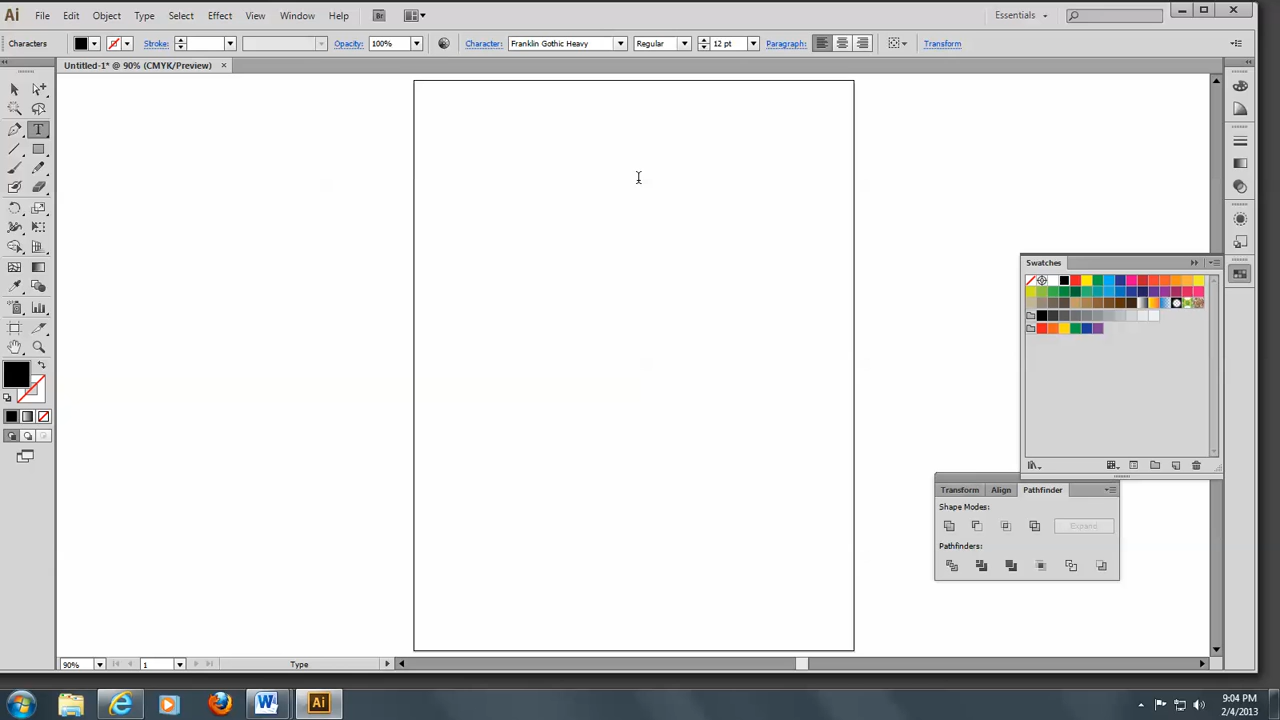 Ai File Edit Object Type Select Effect View Window Help Br Essentials
Characters Stroke: Opacity: 100% Character: Franklin Gothic Heavy Regular 12 pt Paragraph: Transform
Untitled-1* @ 90% (CMYK/Preview) ×
T
Swatches
Transform Align Pathfinder
Shape Modes:
Expand
Pathfinders:
90% 1 Type
W Ai
9:04 PM
2/4/2013